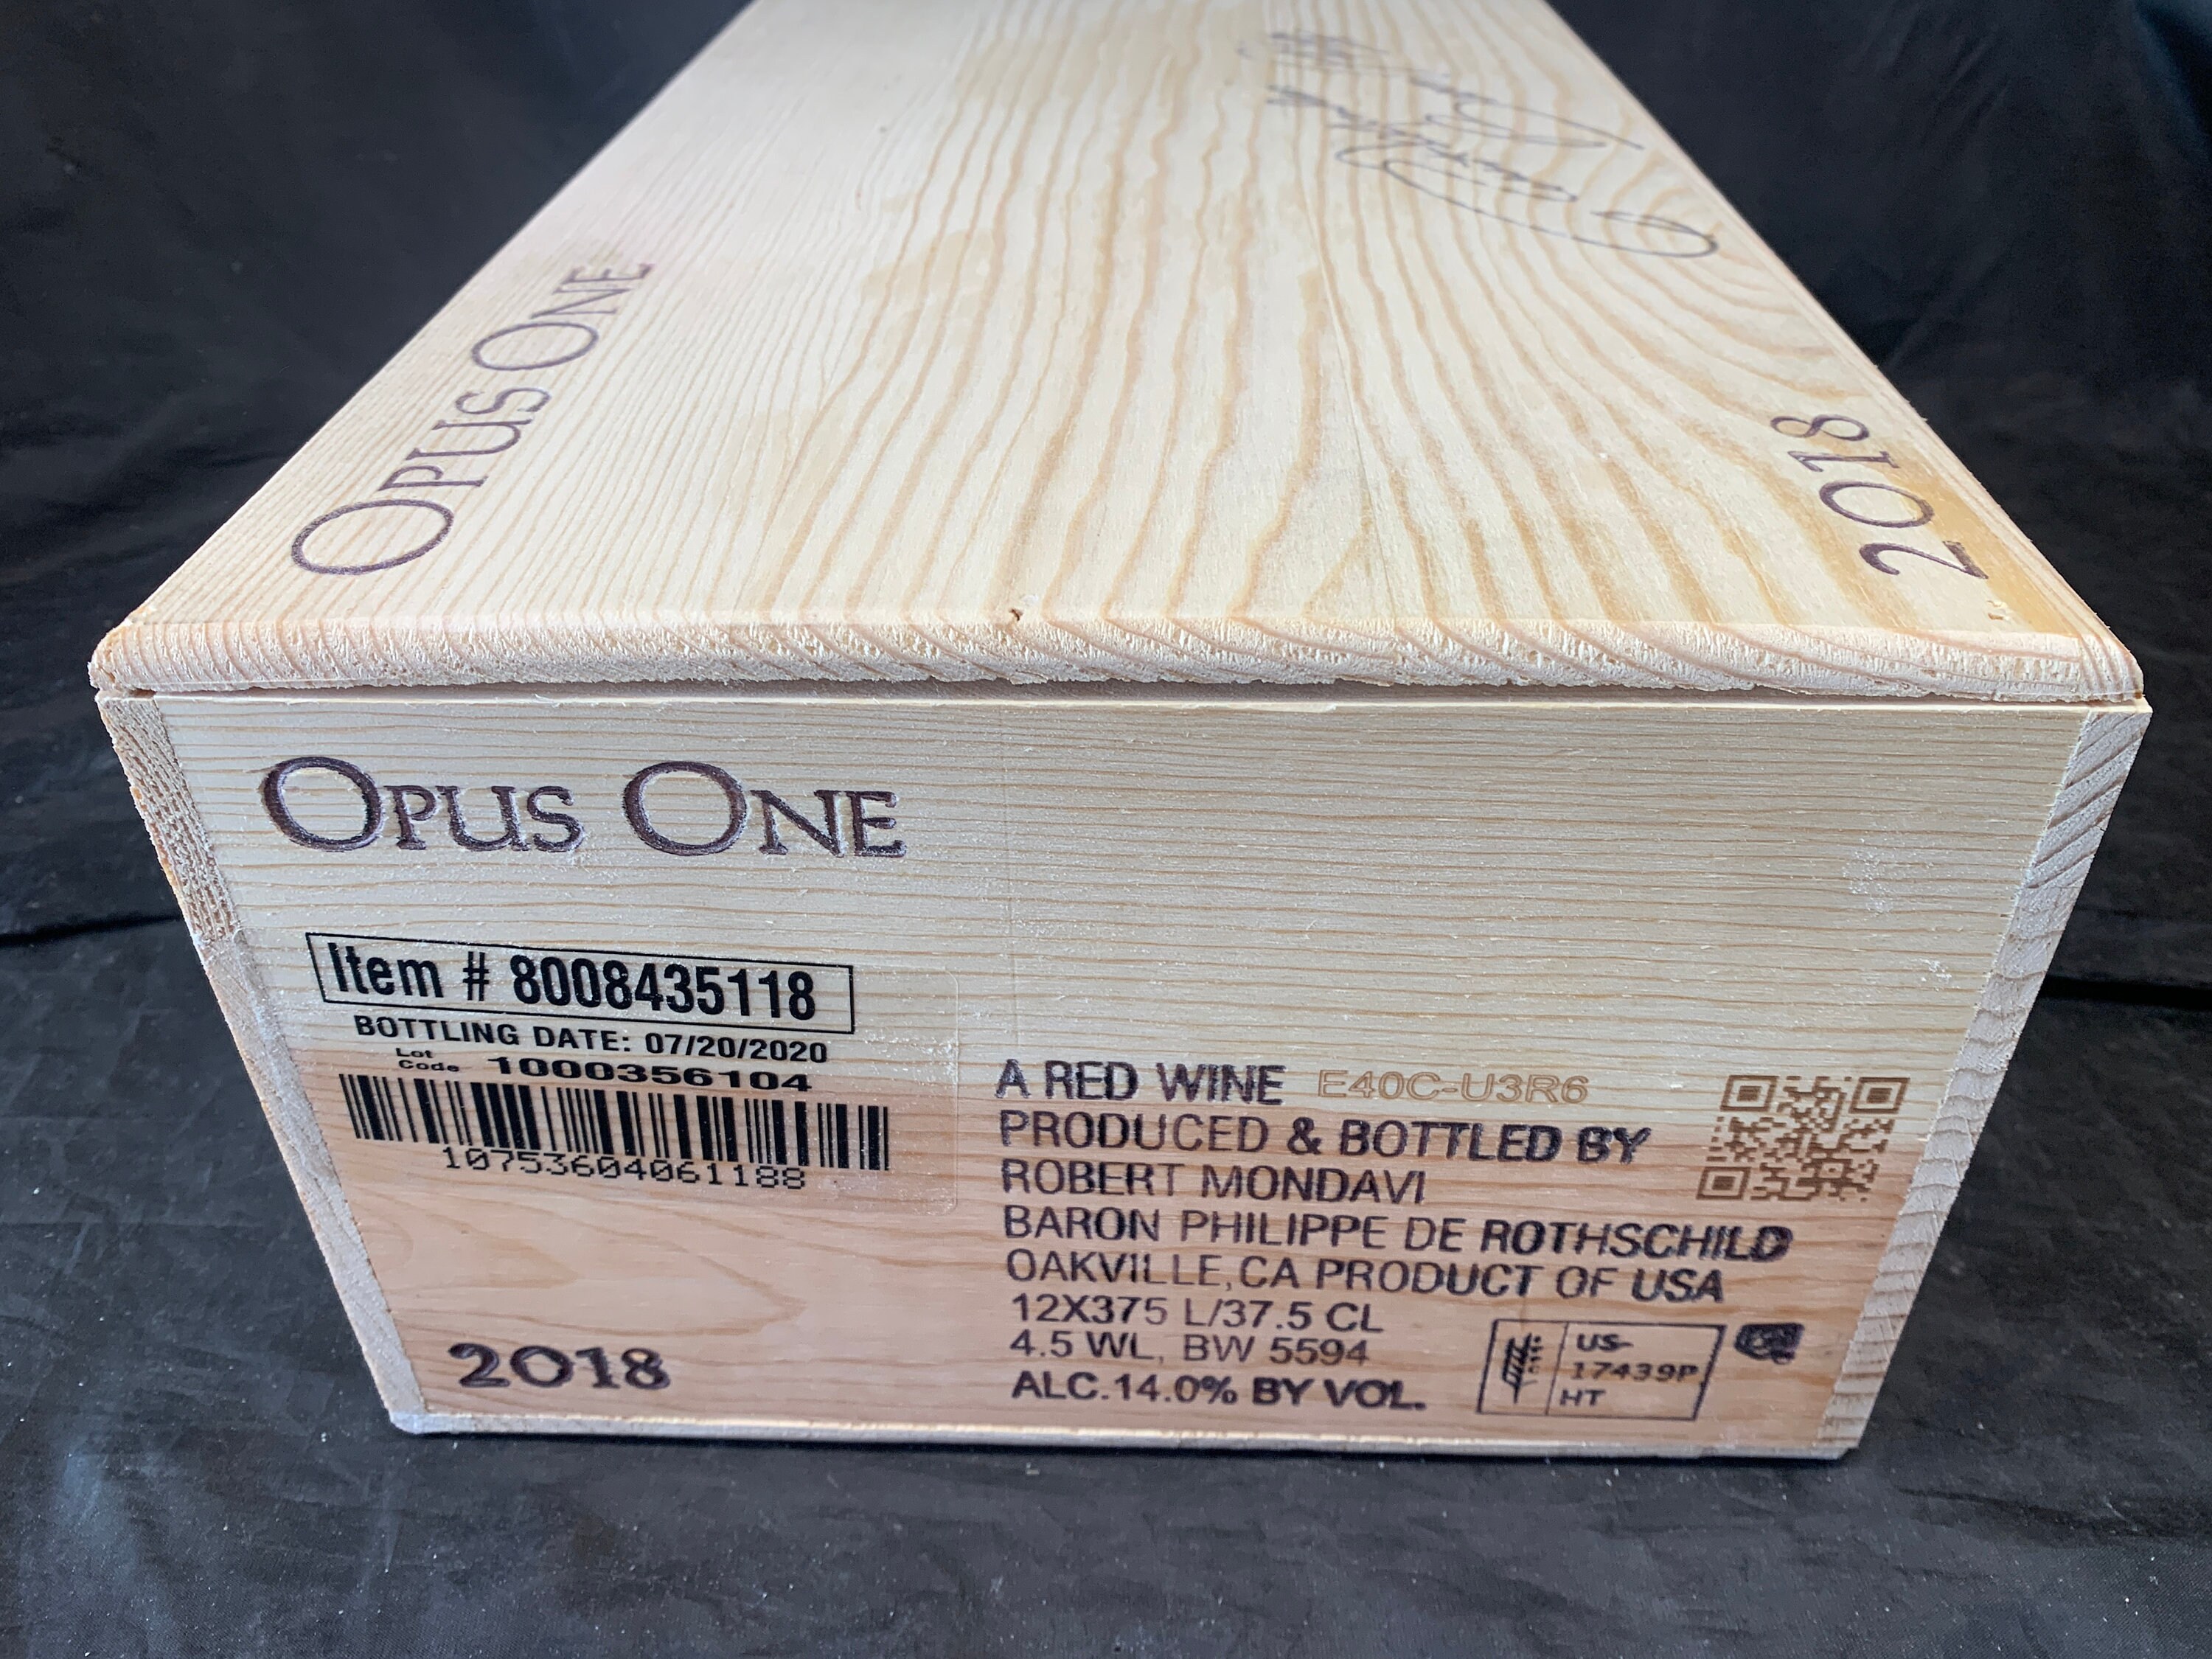 OPUS ONE
2018
OPUS ONE
Item # 8008435118
BOTTLING DATE: 07/20/2020
Lot Code 1000356104
10753604061188
2018
A RED WINE E40C-U3R6
PRODUCED & BOTTLED BY
ROBERT MONDAVI
BARON PHILIPPE DE ROTHSCHILD
OAKVILLE, CA PRODUCT OF USA
12X375 L/37.5 CL
4.5 WL, BW 5594
ALC.14.0% BY VOL.
US-
17439P
HT